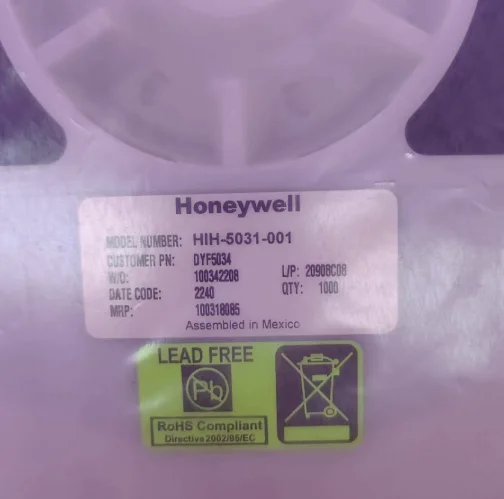 Honeywell
MODEL NUMBER: HIH-5031-001
CUSTOMER PN: DYF5034
W/O: 100342208 L/P: 20908C08
DATE CODE: 2240 QTY: 1000
MRP: 100318085
Assembled in Mexico
LEAD FREE
Pb
RoHS Compliant
Directive 2002/95/EC